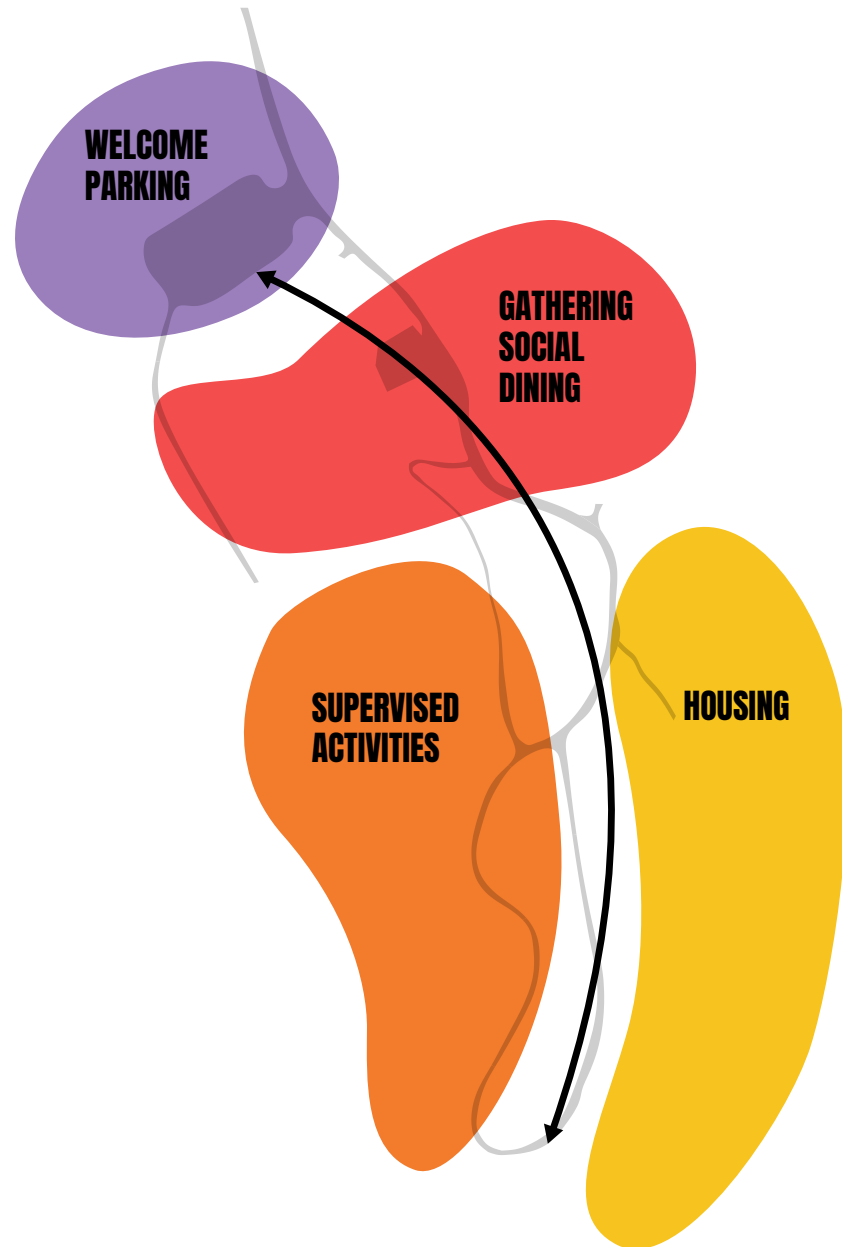 WELCOME
PARKING
GATHERING
SOCIAL
DINING
SUPERVISED
ACTIVITIES
HOUSING